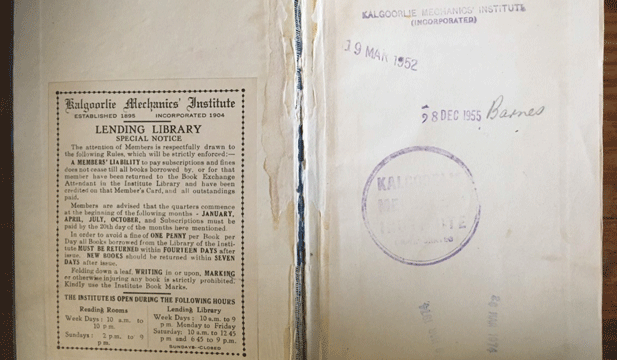 Kalgoorlie Mechanics' Institute
ESTABLISHED 1895 INCORPORATED 1904
LENDING LIBRARY
SPECIAL NOTICE
The attention of Members is respectfully drawn to
the following Rules, which will be strictly enforced:—
A MEMBERS' LIABILITY to pay subscriptions and fines
does not cease till all books borrowed by, or for that
member have been returned to the Book Exchange
Attendant in the Institute Library and have been
credited on that Member's Card, and all outstandings
paid.
Members are advised that the quarters commence
at the beginning of the following months - JANUARY,
APRIL, JULY, OCTOBER, and Subscriptions must be
paid by the 20th day of the months here mentioned
In order to avoid a fine of ONE PENNY per Book per
Day all Books borrowed from the Library of the Insti-
tute MUST BE RETURNED within FOURTEEN DAYS after
issue. NEW BOOKS should be returned within SEVEN
DAYS after issue.
Folding down a leaf, WRITING in or upon, MARKING
or otherwise injuring any book is strictly prohibited.
Kindly use the Institute Book Marks.
THE INSTITUTE IS OPEN DURING THE FOLLOWING HOURS
Reading Rooms
Week Days: 10 a.m. to
10 p.m.
Sundays: 2 p.m. to 9
p.m.
Lending Library
Week Days: 10 a.m. to 9
p.m Monday to Friday
Saturday: 10 a.m. to 12.45
p m and 6 45 to 9 p.m.
SUNDAYS - CLOSED
KALGOORLIE MECHANICS' INSTITUTE
(INCORPORATED)
19 MAR 1952
28 DEC 1955 Barnes
KALGOORLIE
MECHANICS
INSTITUTE